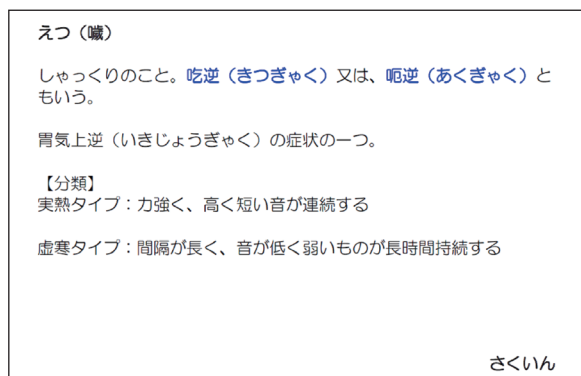 えつ（噦）
しゃっくりのこと。吃逆（きつぎゃく）又は、呃逆（あくぎゃく）と
もいう。
胃気上逆（いきじょうぎゃく）の症状の一つ。
【分類】
実熱タイプ：力強く、高く短い音が連続する
虚寒タイプ：間隔が長く、音が低く弱いものが長時間持続する
さくいん